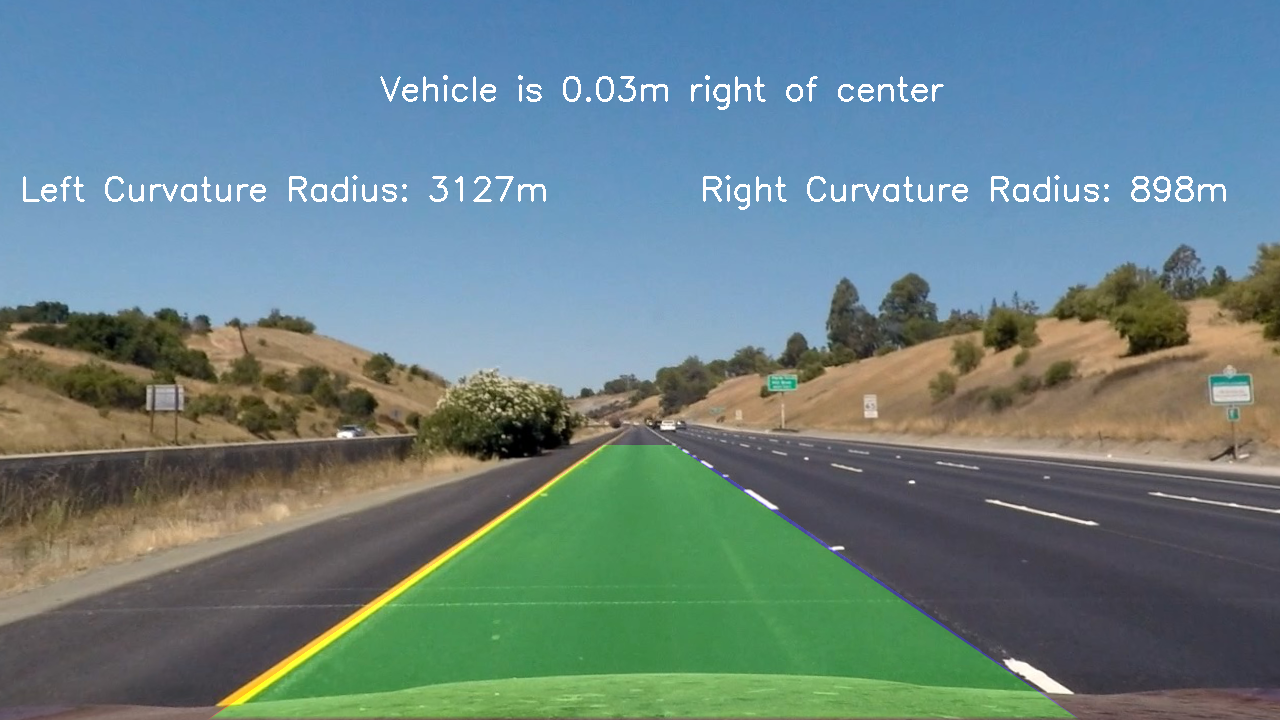 Vehicle is 0.03m right of center
Left Curvature Radius: 3127m
Right Curvature Radius: 898m